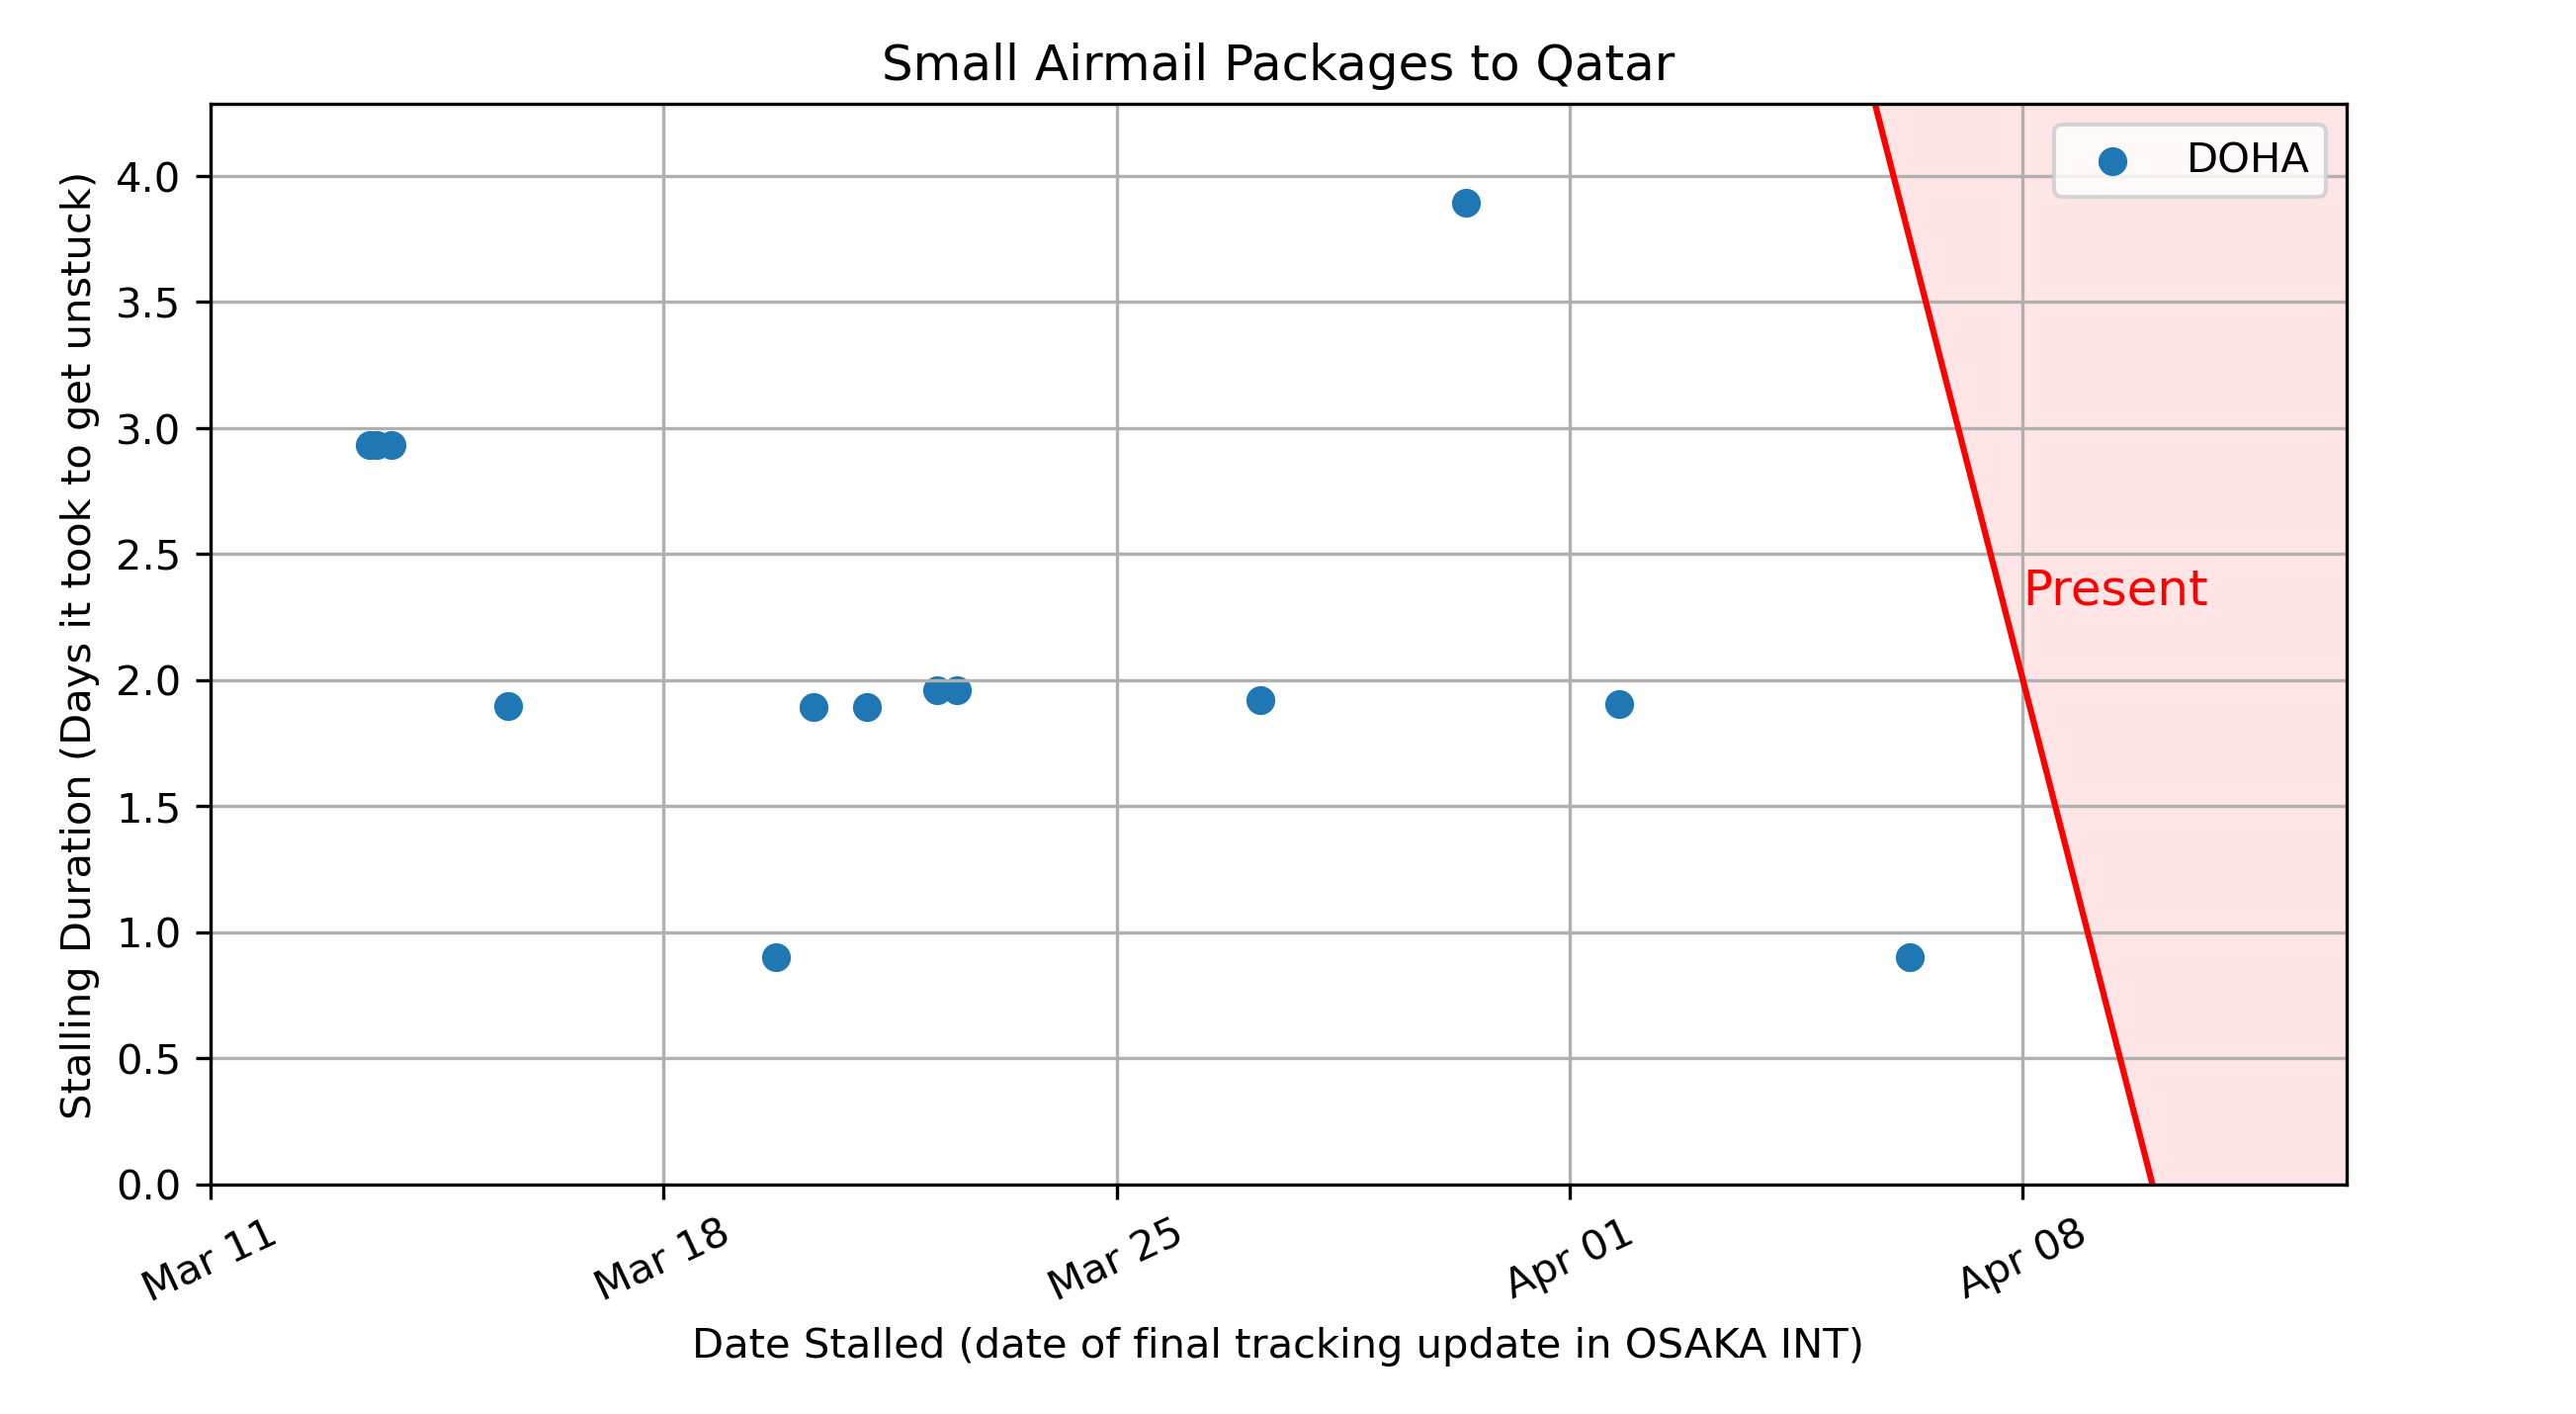 Small Airmail Packages to Qatar
DOHA
Stalling Duration (Days it took to get unstuck)
4.0
3.5
3.0
2.5
2.0
1.5
1.0
0.5
0.0
Present
Mar 11
Mar 18
Mar 25
Apr 01
Apr 08
Date Stalled (date of final tracking update in OSAKA INT)